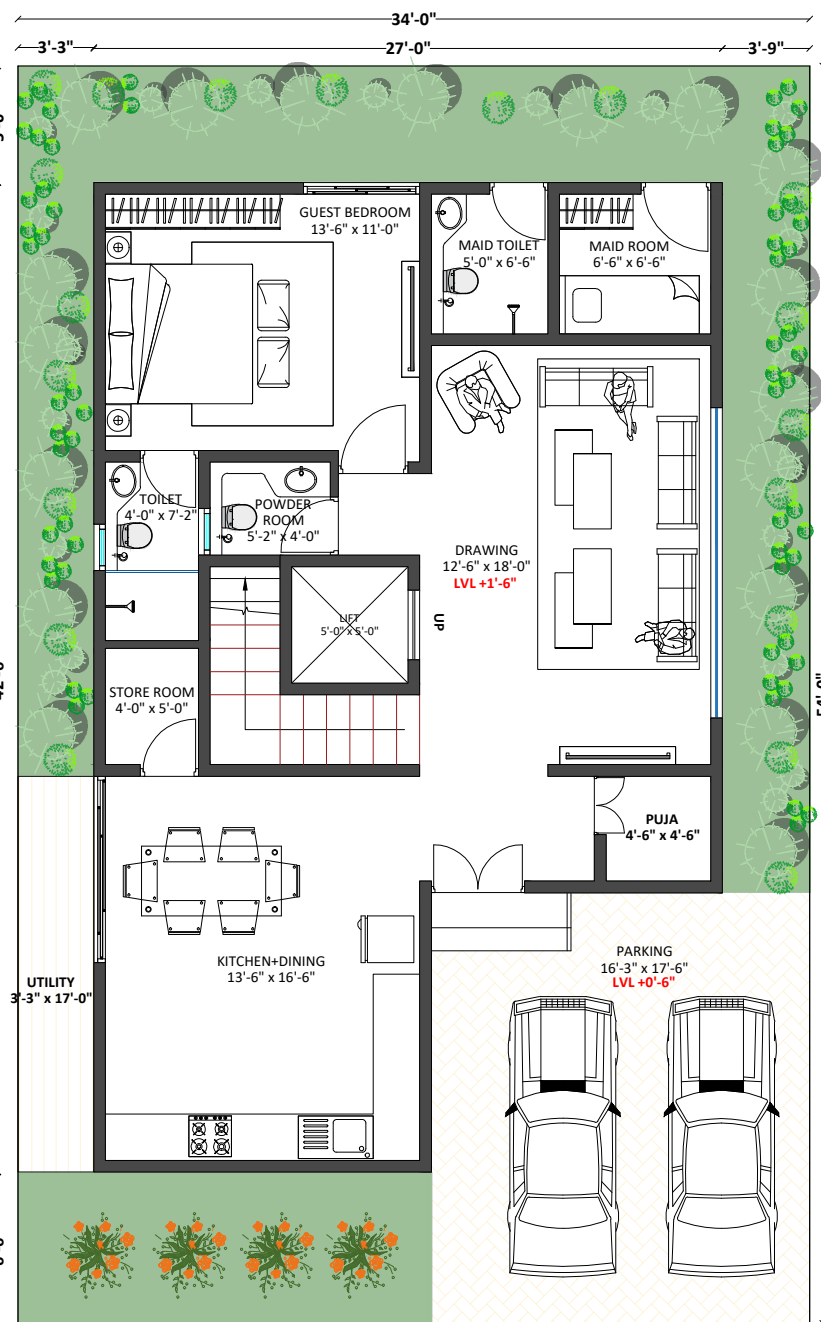 34'-0"
3'-3"
27'-0"
3'-9"
GUEST BEDROOM
13'-6" x 11'-0"
MAID TOILET
5'-0" x 6'-6"
MAID ROOM
6'-6" x 6'-6"
TOILET
4'-0" x 7'-2"
POWDER
ROOM
5'-2" x 4'-0"
DRAWING
12'-6" x 18'-0"
LVL +1'-6"
LIFT
5'-0" x 5'-0"
UP
STORE ROOM
4'-0" x 5'-0"
PUJA
4'-6" x 4'-6"
KITCHEN+DINING
13'-6" x 16'-6"
PARKING
16'-3" x 17'-6"
LVL +0'-6"
UTILITY
3'-3" x 17'-0"